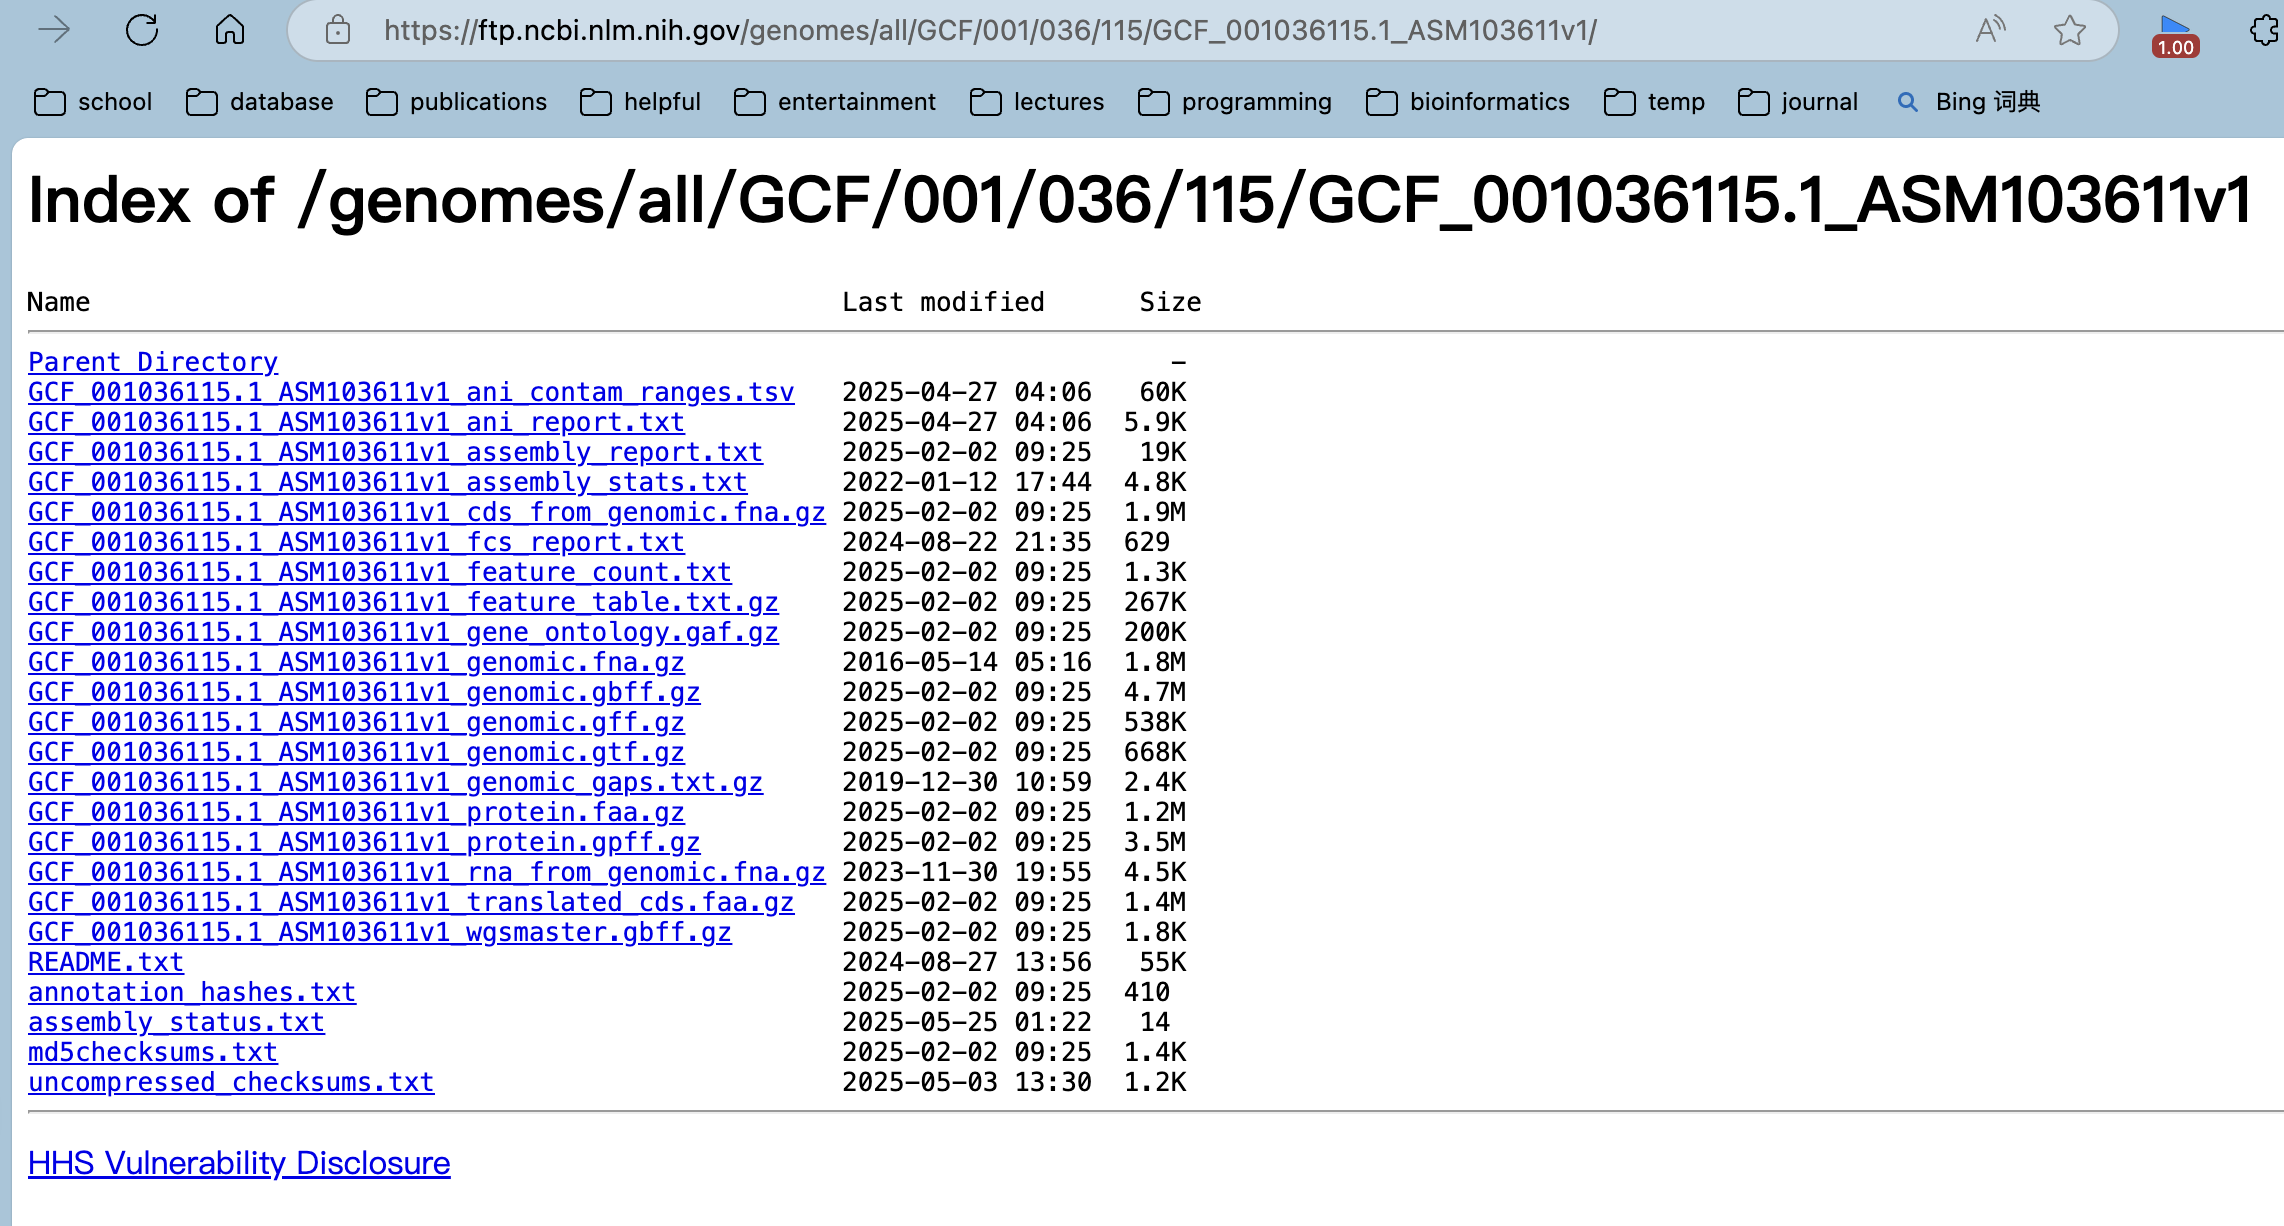 https://ftp.ncbi.nlm.nih.gov/genomes/all/GCF/001/036/115/GCF_001036115.1_ASM103611v1/
1.00
school database publications helpful entertainment lectures programming bioinformatics temp journal Bing 词典
Index of /genomes/all/GCF/001/036/115/GCF_001036115.1_ASM103611v1
Name Last modified Size
Parent Directory -
GCF_001036115.1_ASM103611v1_ani_contam_ranges.tsv 2025-04-27 04:06 60K
GCF_001036115.1_ASM103611v1_ani_report.txt 2025-04-27 04:06 5.9K
GCF_001036115.1_ASM103611v1_assembly_report.txt 2025-02-02 09:25 19K
GCF_001036115.1_ASM103611v1_assembly_stats.txt 2022-01-12 17:44 4.8K
GCF_001036115.1_ASM103611v1_cds_from_genomic.fna.gz 2025-02-02 09:25 1.9M
GCF_001036115.1_ASM103611v1_fcs_report.txt 2024-08-22 21:35 629
GCF_001036115.1_ASM103611v1_feature_count.txt 2025-02-02 09:25 1.3K
GCF_001036115.1_ASM103611v1_feature_table.txt.gz 2025-02-02 09:25 267K
GCF_001036115.1_ASM103611v1_gene_ontology.gaf.gz 2025-02-02 09:25 200K
GCF_001036115.1_ASM103611v1_genomic.fna.gz 2016-05-14 05:16 1.8M
GCF_001036115.1_ASM103611v1_genomic.gbff.gz 2025-02-02 09:25 4.7M
GCF_001036115.1_ASM103611v1_genomic.gff.gz 2025-02-02 09:25 538K
GCF_001036115.1_ASM103611v1_genomic.gtf.gz 2025-02-02 09:25 668K
GCF_001036115.1_ASM103611v1_genomic_gaps.txt.gz 2019-12-30 10:59 2.4K
GCF_001036115.1_ASM103611v1_protein.faa.gz 2025-02-02 09:25 1.2M
GCF_001036115.1_ASM103611v1_protein.gpff.gz 2025-02-02 09:25 3.5M
GCF_001036115.1_ASM103611v1_rna_from_genomic.fna.gz 2023-11-30 19:55 4.5K
GCF_001036115.1_ASM103611v1_translated_cds.faa.gz 2025-02-02 09:25 1.4M
GCF_001036115.1_ASM103611v1_wgsmaster.gbff.gz 2025-02-02 09:25 1.8K
README.txt 2024-08-27 13:56 55K
annotation_hashes.txt 2025-02-02 09:25 410
assembly_status.txt 2025-05-25 01:22 14
md5checksums.txt 2025-02-02 09:25 1.4K
uncompressed_checksums.txt 2025-05-03 13:30 1.2K
HHS Vulnerability Disclosure